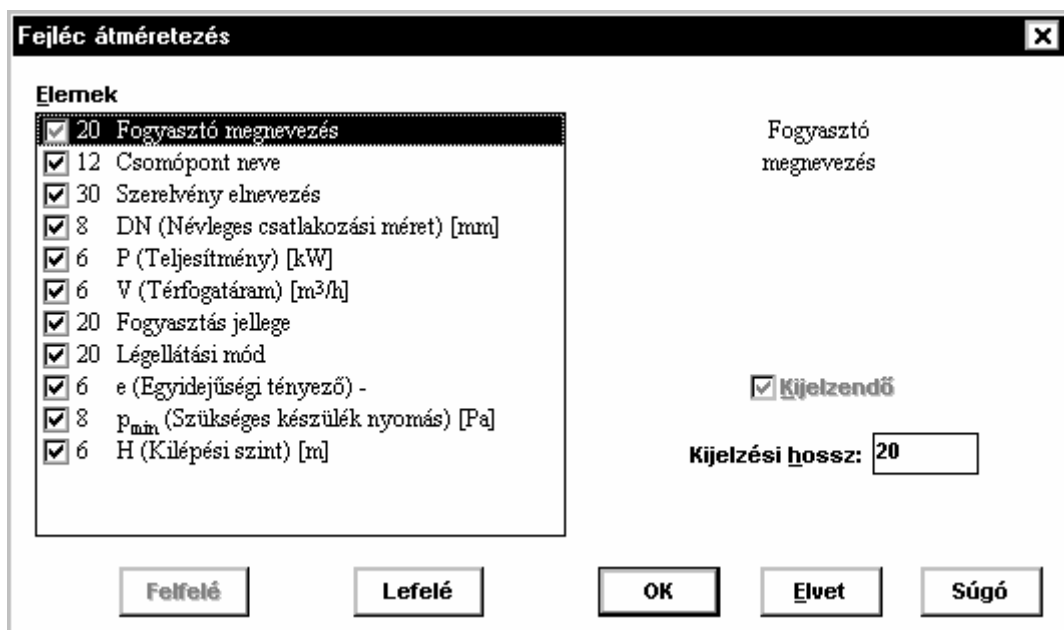 Fejléc átméretezés
Elemek
20 Fogyasztó megnevezés
12 Csomópont neve
30 Szerelvény elnevezés
8 DN (Névleges csatlakozási méret) [mm]
6 P (Teljesítmény) [kW]
6 V (Térfogatáram) [m³/h]
20 Fogyasztás jellege
20 Légellátási mód
6 e (Egyidejűségi tényező) -
8 pmin (Szükséges készülék nyomás) [Pa]
6 H (Kilépési szint) [m]
Fogyasztó
megnevezés
Kijelzendő
Kijelzési hossz: 20
Felfelé Lefelé OK Elvet Súgó